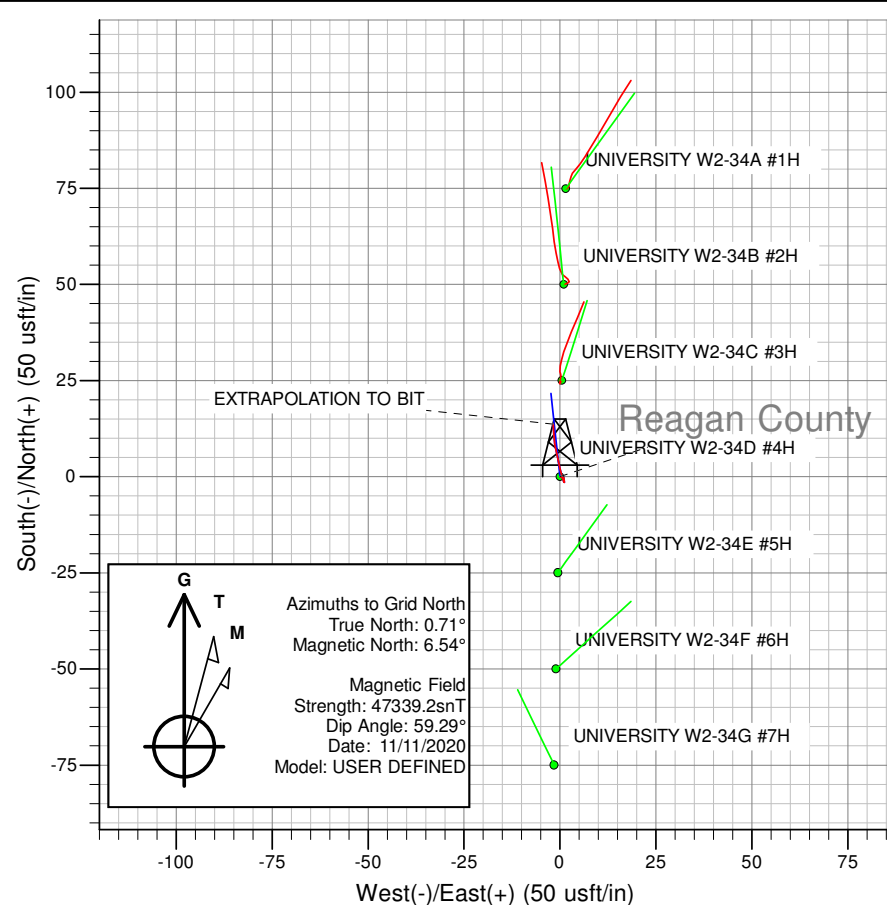 South(-)/North(+) (50 usft/in)
100
75
50
25
0
-25
-50
-75
UNIVERSITY W2-34A #1H
UNIVERSITY W2-34B #2H
UNIVERSITY W2-34C #3H
EXTRAPOLATION TO BIT
Reagan County
UNIVERSITY W2-34D #4H
UNIVERSITY W2-34E #5H
UNIVERSITY W2-34F #6H
UNIVERSITY W2-34G #7H
G
T
M
Azimuths to Grid North
True North: 0.71°
Magnetic North: 6.54°
Magnetic Field
Strength: 47339.2snT
Dip Angle: 59.29°
Date: 11/11/2020
Model: USER DEFINED
-100
-75
-50
-25
0
25
50
75
West(-)/East(+) (50 usft/in)